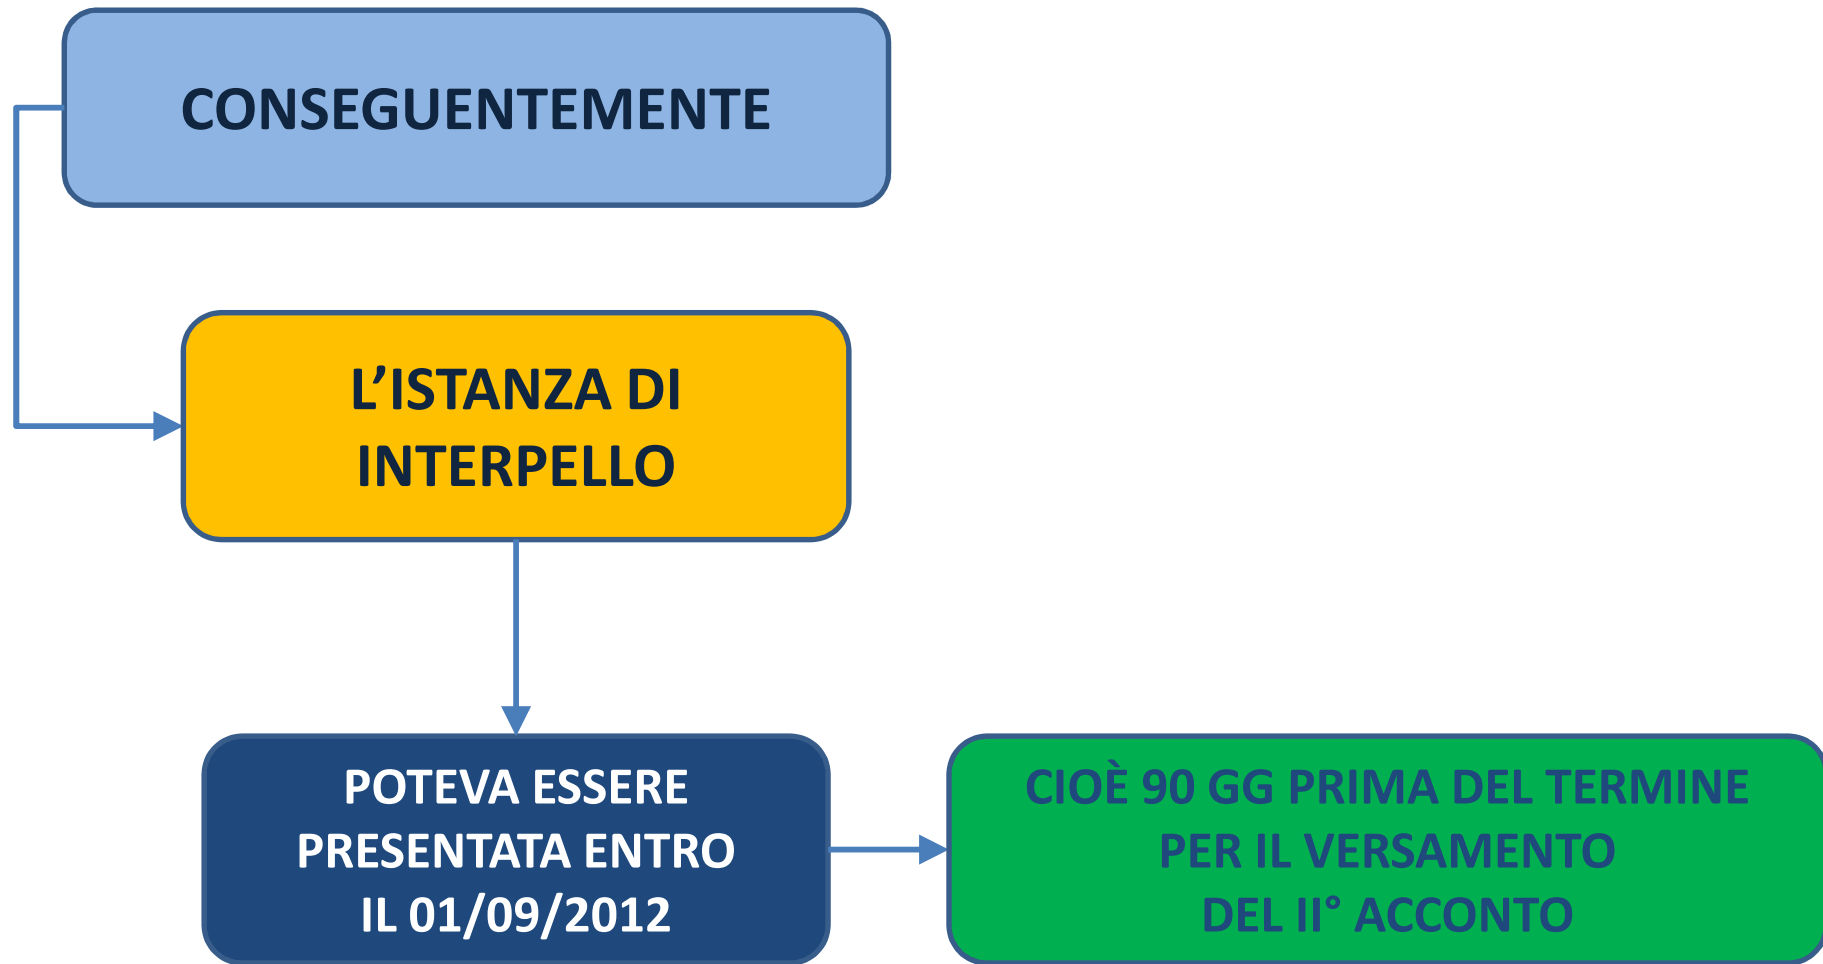 CONSEGUENTEMENTE
L’ISTANZA DI
INTERPELLO
POTEVA ESSERE
PRESENTATA ENTRO
IL 01/09/2012
CIOÈ 90 GG PRIMA DEL TERMINE
PER IL VERSAMENTO
DEL II° ACCONTO